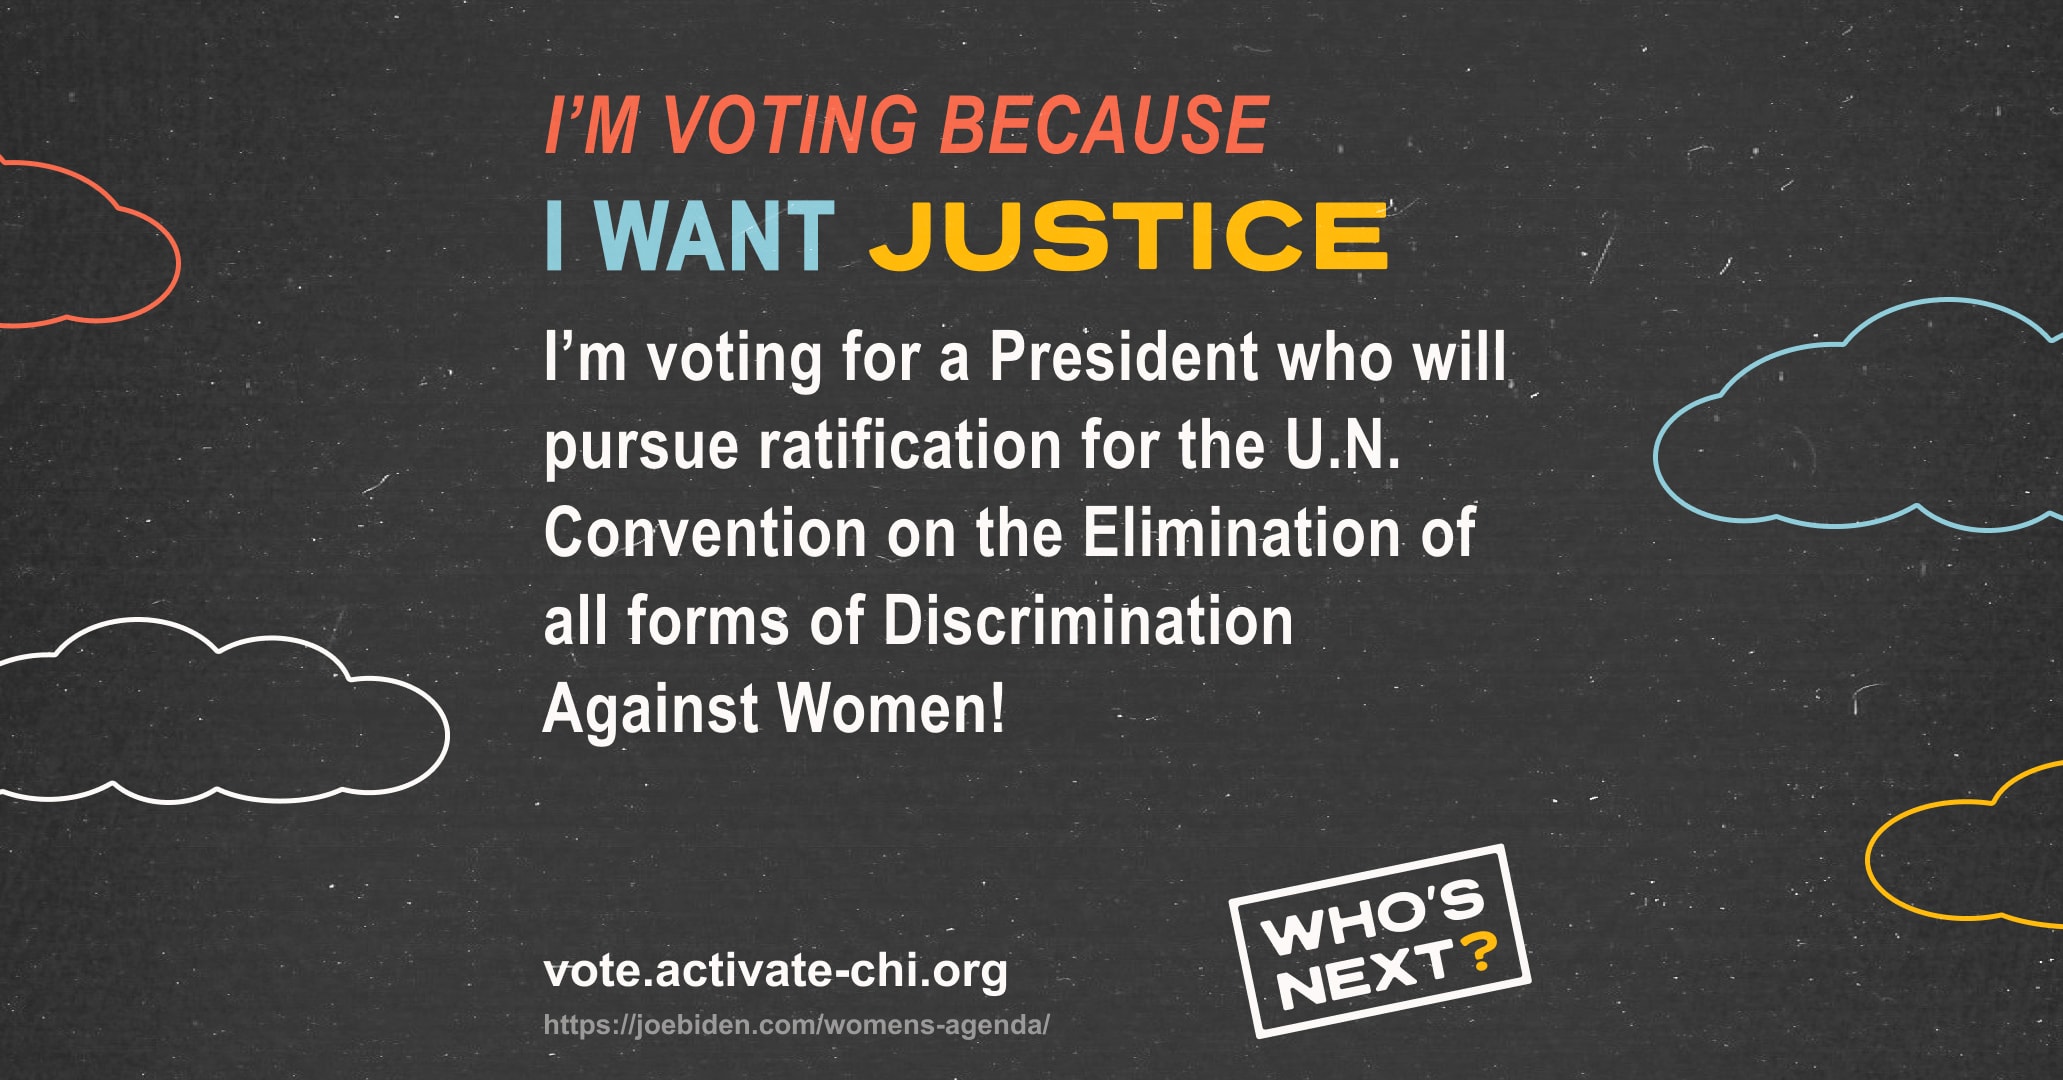 I’M VOTING BECAUSE
I WANT JUSTICE
I’m voting for a President who will
pursue ratification for the U.N.
Convention on the Elimination of
all forms of Discrimination
Against Women!
vote.activate-chi.org
https://joebiden.com/womens-agenda/
WHO'S
NEXT?